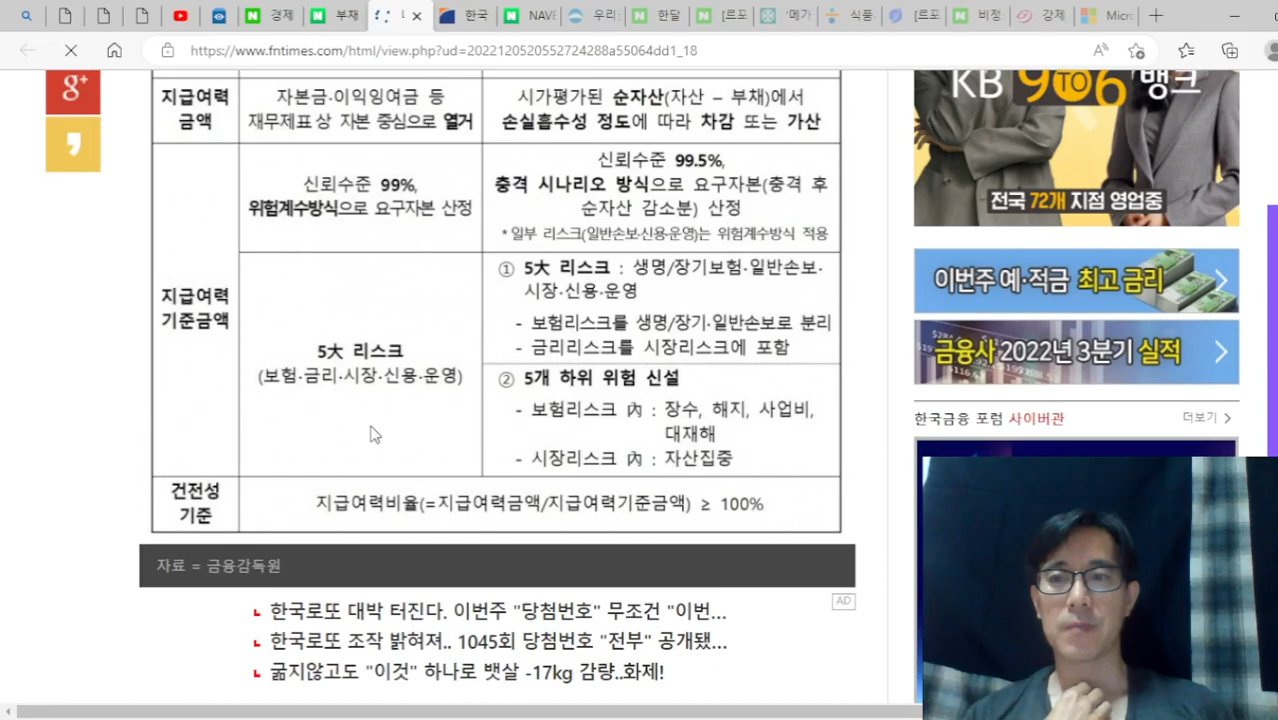 경제
부채
한국
NAVE
우리
한달
[르포
'메가
식품
[르포
비정
강제
Micro
https://www.fntimes.com/html/view.php?ud=2022120520552724288a55064dd1_18
g+
지급여력
금액
자본금·이익잉여금 등
재무제표 상 자본 중심으로 열거
시가평가된 순자산(자산 – 부채)에서
손실흡수성 정도에 따라 차감 또는 가산
지급여력
기준금액
신뢰수준 99%,
위험계수방식으로 요구자본 산정
신뢰수준 99.5%,
충격 시나리오 방식으로 요구자본(충격 후
순자산 감소분) 산정
* 일부 리스크(일반손보·신용·운영)는 위험계수방식 적용
5大 리스크
(보험·금리·시장·신용·운영)
① 5大 리스크 : 생명/장기보험·일반손보·
시장·신용·운영
- 보험리스크를 생명/장기·일반손보로 분리
- 금리리스크를 시장리스크에 포함
② 5개 하위 위험 신설
- 보험리스크 內 : 장수, 해지, 사업비,
대재해
- 시장리스크 內 : 자산집중
건전성
기준
지급여력비율(=지급여력금액/지급여력기준금액) ≥ 100%
자료 = 금융감독원
AD
한국로또 대박 터진다. 이번주 "당첨번호" 무조건 "이번...
한국로또 조작 밝혀져.. 1045회 당첨번호 "전부" 공개됐...
굶지않고도 "이것" 하나로 뱃살 -17kg 감량..화제!
KB 9 TO 6 뱅크
전국 72개 지점 영업중
이번주 예·적금 최고 금리
금융사 2022년 3분기 실적
한국금융 포럼 사이버관
더보기